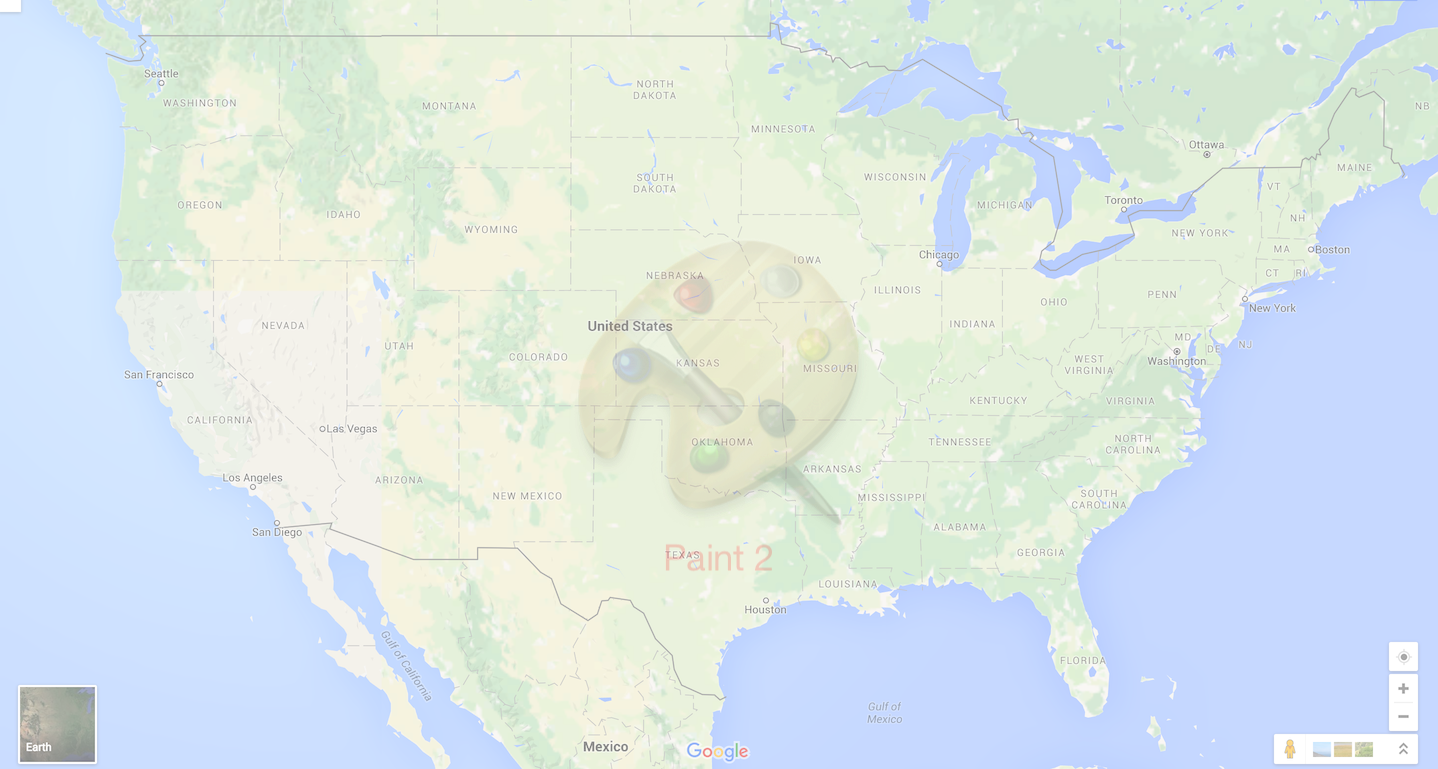 Seattle
WASHINGTON
MONTANA
NORTH
DAKOTA
MINNESOTA
Ottawa
NB
MAINE
OREGON
IDAHO
SOUTH
DAKOTA
WISCONSIN
MICHIGAN
Toronto
VT
NH
NEW YORK
MA
Boston
WYOMING
Chicago
IOWA
NEBRASKA
CT
RI
ILLINOIS
OHIO
PENN
New York
NEVADA
United States
INDIANA
UTAH
COLORADO
KANSAS
MISSOURI
WEST
VIRGINIA
MD
DE
NJ
Washington
San Francisco
CALIFORNIA
Las Vegas
KENTUCKY
VIRGINIA
OKLAHOMA
TENNESSEE
NORTH
CAROLINA
Los Angeles
ARIZONA
NEW MEXICO
ARKANSAS
MISSISSIPPI
SOUTH
CAROLINA
San Diego
ALABAMA
TEXAS
Paint 2
GEORGIA
LOUISIANA
Houston
Gulf of California
FLORIDA
Gulf of
Mexico
Earth
Mexico
Google